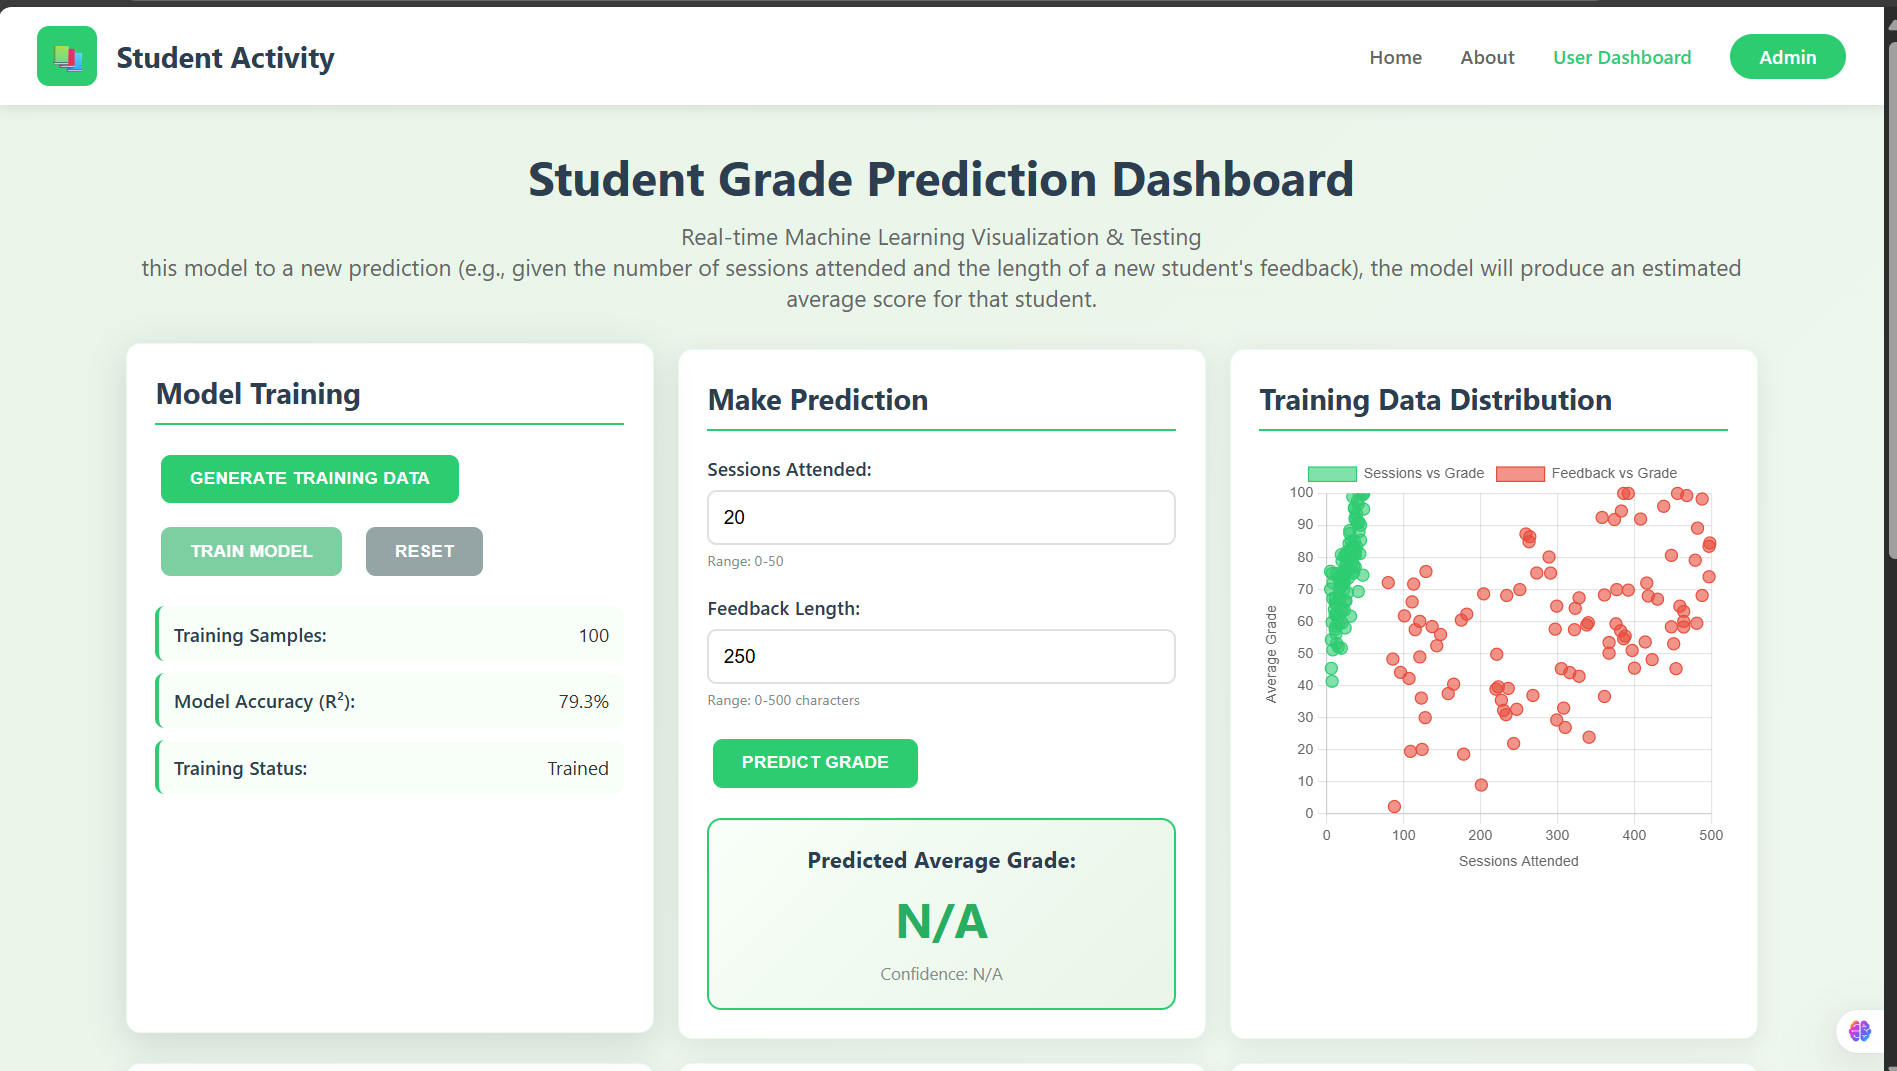 Student Activity
Home
About
User Dashboard
Admin
Student Grade Prediction Dashboard
Real-time Machine Learning Visualization & Testing
this model to a new prediction (e.g., given the number of sessions attended and the length of a new student's feedback), the model will produce an estimated
average score for that student.
Model Training
GENERATE TRAINING DATA
TRAIN MODEL
RESET
Training Samples: 100
Model Accuracy (R²): 79.3%
Training Status: Trained
Make Prediction
Sessions Attended:
20
Range: 0-50
Feedback Length:
250
Range: 0-500 characters
PREDICT GRADE
Predicted Average Grade:
N/A
Confidence: N/A
Training Data Distribution
Sessions vs Grade
Feedback vs Grade
100
90
80
70
60
50
40
30
20
10
0
Average Grade
0 100 200 300 400 500
Sessions Attended